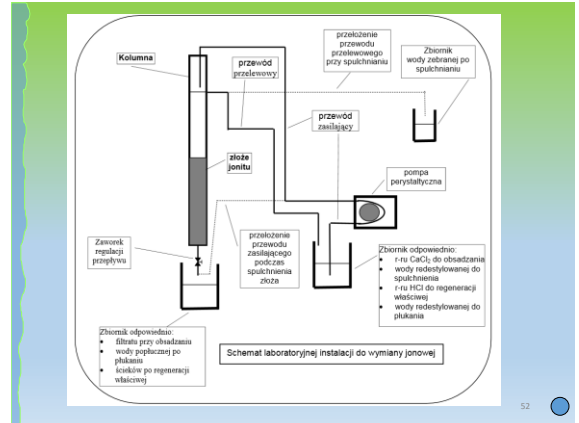 Kolumna
przewód
przelewowy
przełożenie
przewodu
przelewowego
przy spulchnianiu
Zbiornik
wody zebranej po
spulchnianiu
przewód
zasilający
złoże
jonitu
pompa
perystaltyczna
Zaworek
regulacji
przepływu
przełożenie
przewodu
zasilającego
podczas
spulchnienia
złoża
Zbiornik odpowiednio:
• r-ru CaCl₂ do obsadzania
• wody redestylowanej do
spulchnienia
• r-ru HCl do regeneracji
właściwej
• wody redestylowanej do
płukania
Zbiornik odpowiednio:
• filtratu przy obsadzaniu
• wody popłucznej po
płukaniu
• ścieków po regeneracji
właściwej
Schemat laboratoryjnej instalacji do wymiany jonowej
52